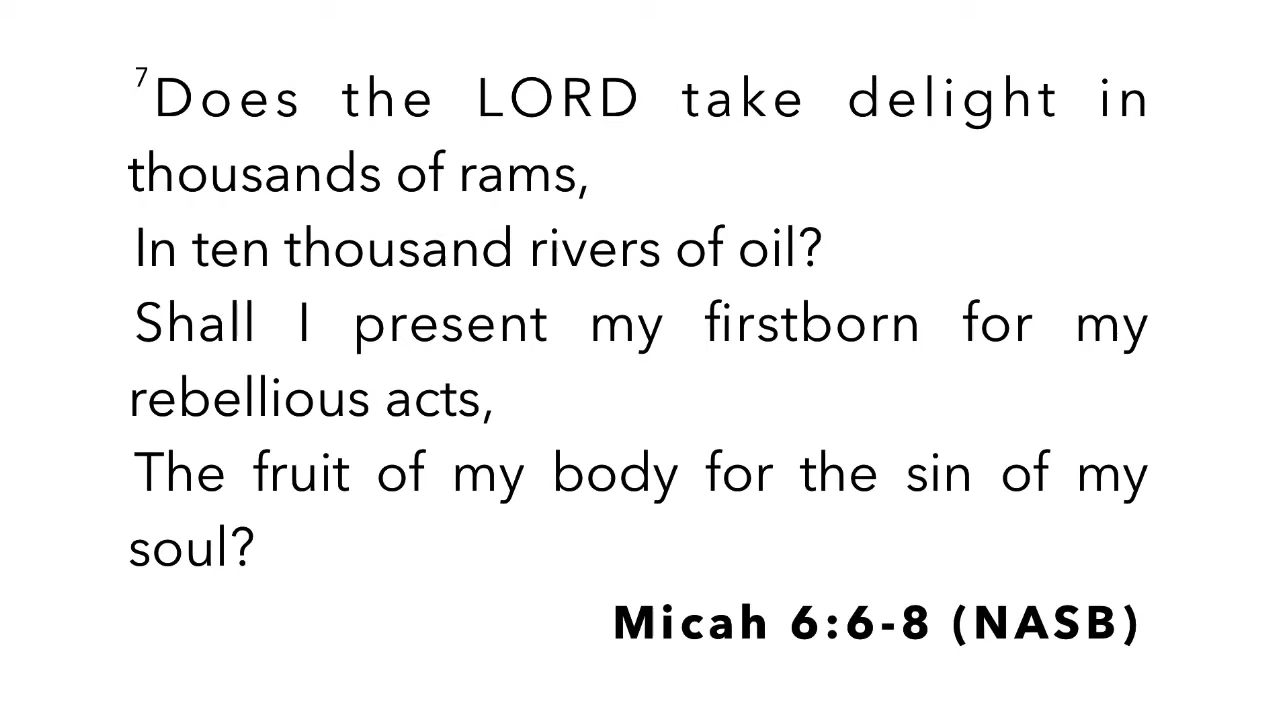 7Does the LORD take delight in
thousands of rams,
In ten thousand rivers of oil?
Shall I present my firstborn for my
rebellious acts,
The fruit of my body for the sin of my
soul?
Micah 6:6-8 (NASB)